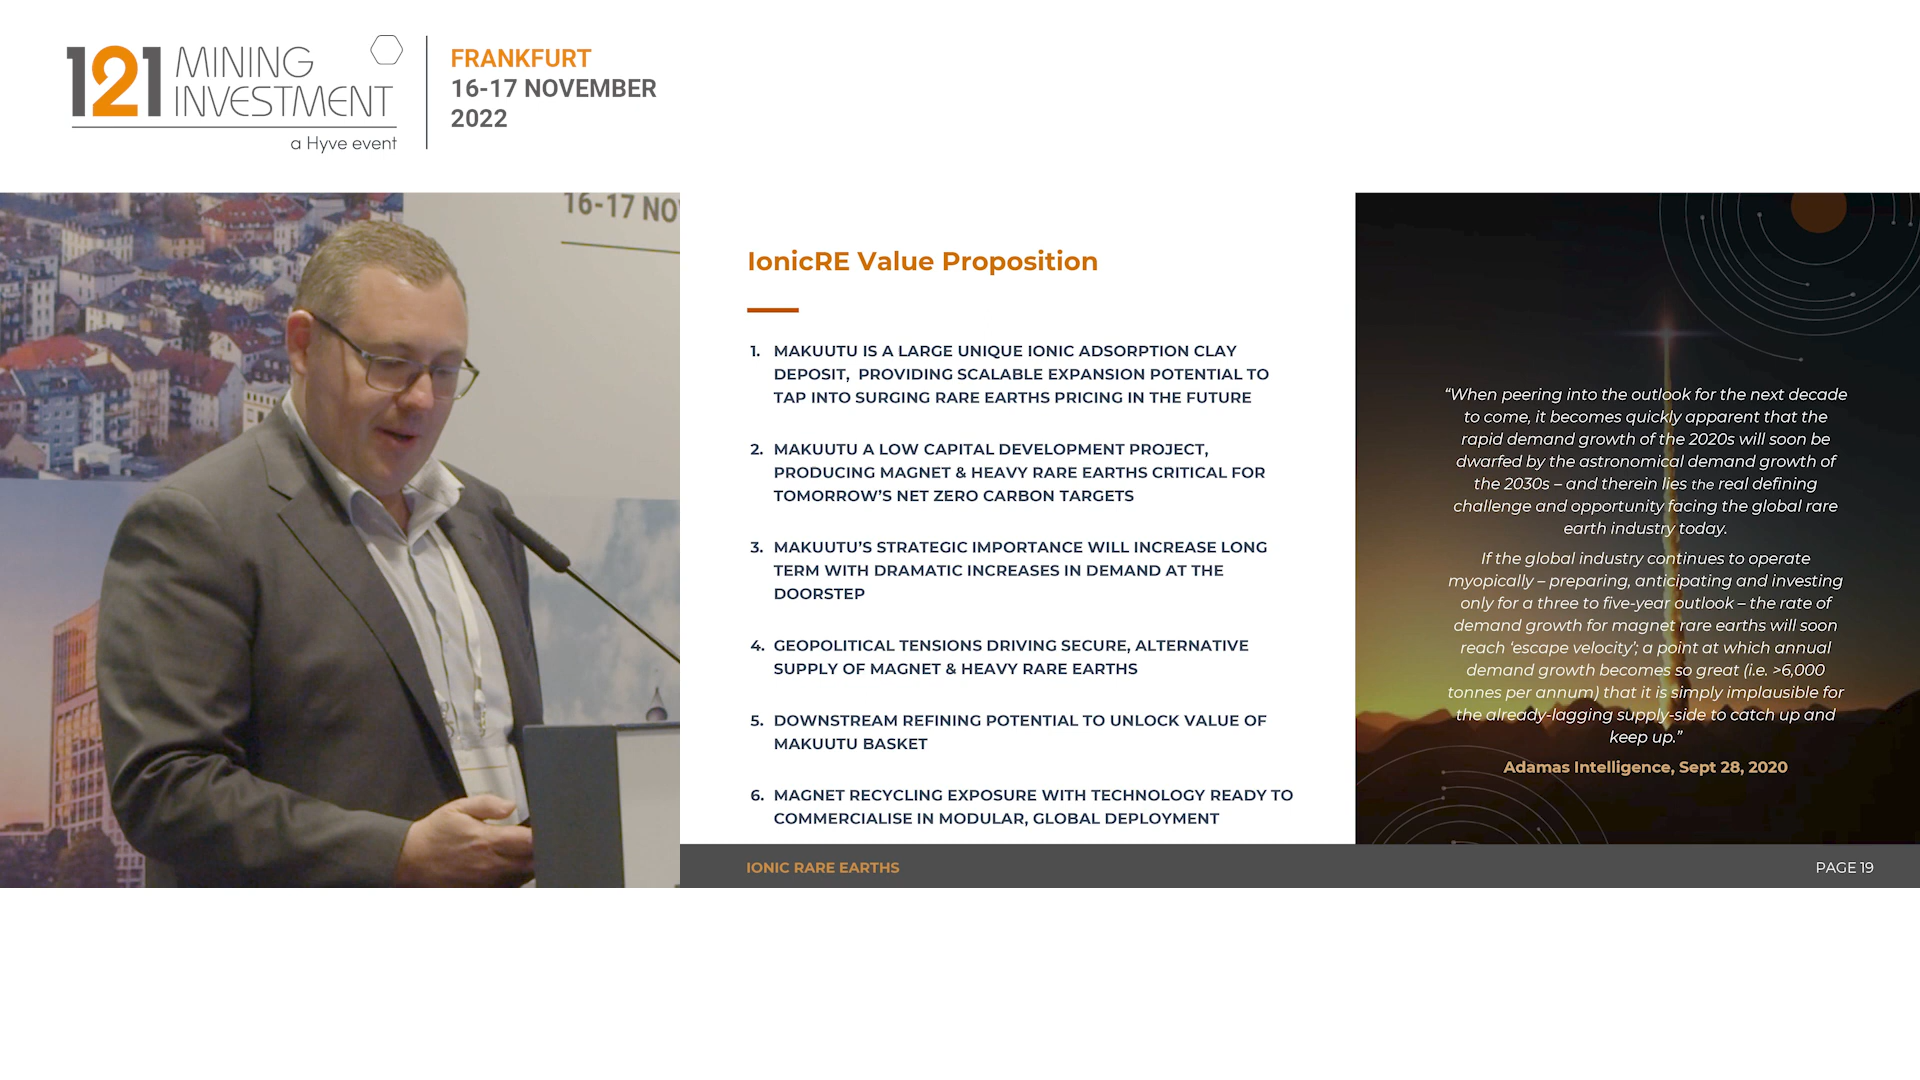 121 MINING
INVESTMENT
a Hyve event
FRANKFURT
16-17 NOVEMBER
2022
16-17 NO
IonicRE Value Proposition
1. MAKUUTU IS A LARGE UNIQUE IONIC ADSORPTION CLAY
DEPOSIT, PROVIDING SCALABLE EXPANSION POTENTIAL TO
TAP INTO SURGING RARE EARTHS PRICING IN THE FUTURE
2. MAKUUTU A LOW CAPITAL DEVELOPMENT PROJECT,
PRODUCING MAGNET & HEAVY RARE EARTHS CRITICAL FOR
TOMORROW’S NET ZERO CARBON TARGETS
3. MAKUUTU’S STRATEGIC IMPORTANCE WILL INCREASE LONG
TERM WITH DRAMATIC INCREASES IN DEMAND AT THE
DOORSTEP
4. GEOPOLITICAL TENSIONS DRIVING SECURE, ALTERNATIVE
SUPPLY OF MAGNET & HEAVY RARE EARTHS
5. DOWNSTREAM REFINING POTENTIAL TO UNLOCK VALUE OF
MAKUUTU BASKET
6. MAGNET RECYCLING EXPOSURE WITH TECHNOLOGY READY TO
COMMERCIALISE IN MODULAR, GLOBAL DEPLOYMENT
“When peering into the outlook for the next decade
to come, it becomes quickly apparent that the
rapid demand growth of the 2020s will soon be
dwarfed by the astronomical demand growth of
the 2030s – and therein lies the real defining
challenge and opportunity facing the global rare
earth industry today.
If the global industry continues to operate
myopically – preparing, anticipating and investing
only for a three to five-year outlook – the rate of
demand growth for magnet rare earths will soon
reach ‘escape velocity’; a point at which annual
demand growth becomes so great (i.e. >6,000
tonnes per annum) that it is simply implausible for
the already-lagging supply-side to catch up and
keep up.”
Adamas Intelligence, Sept 28, 2020
IONIC RARE EARTHS
PAGE 19